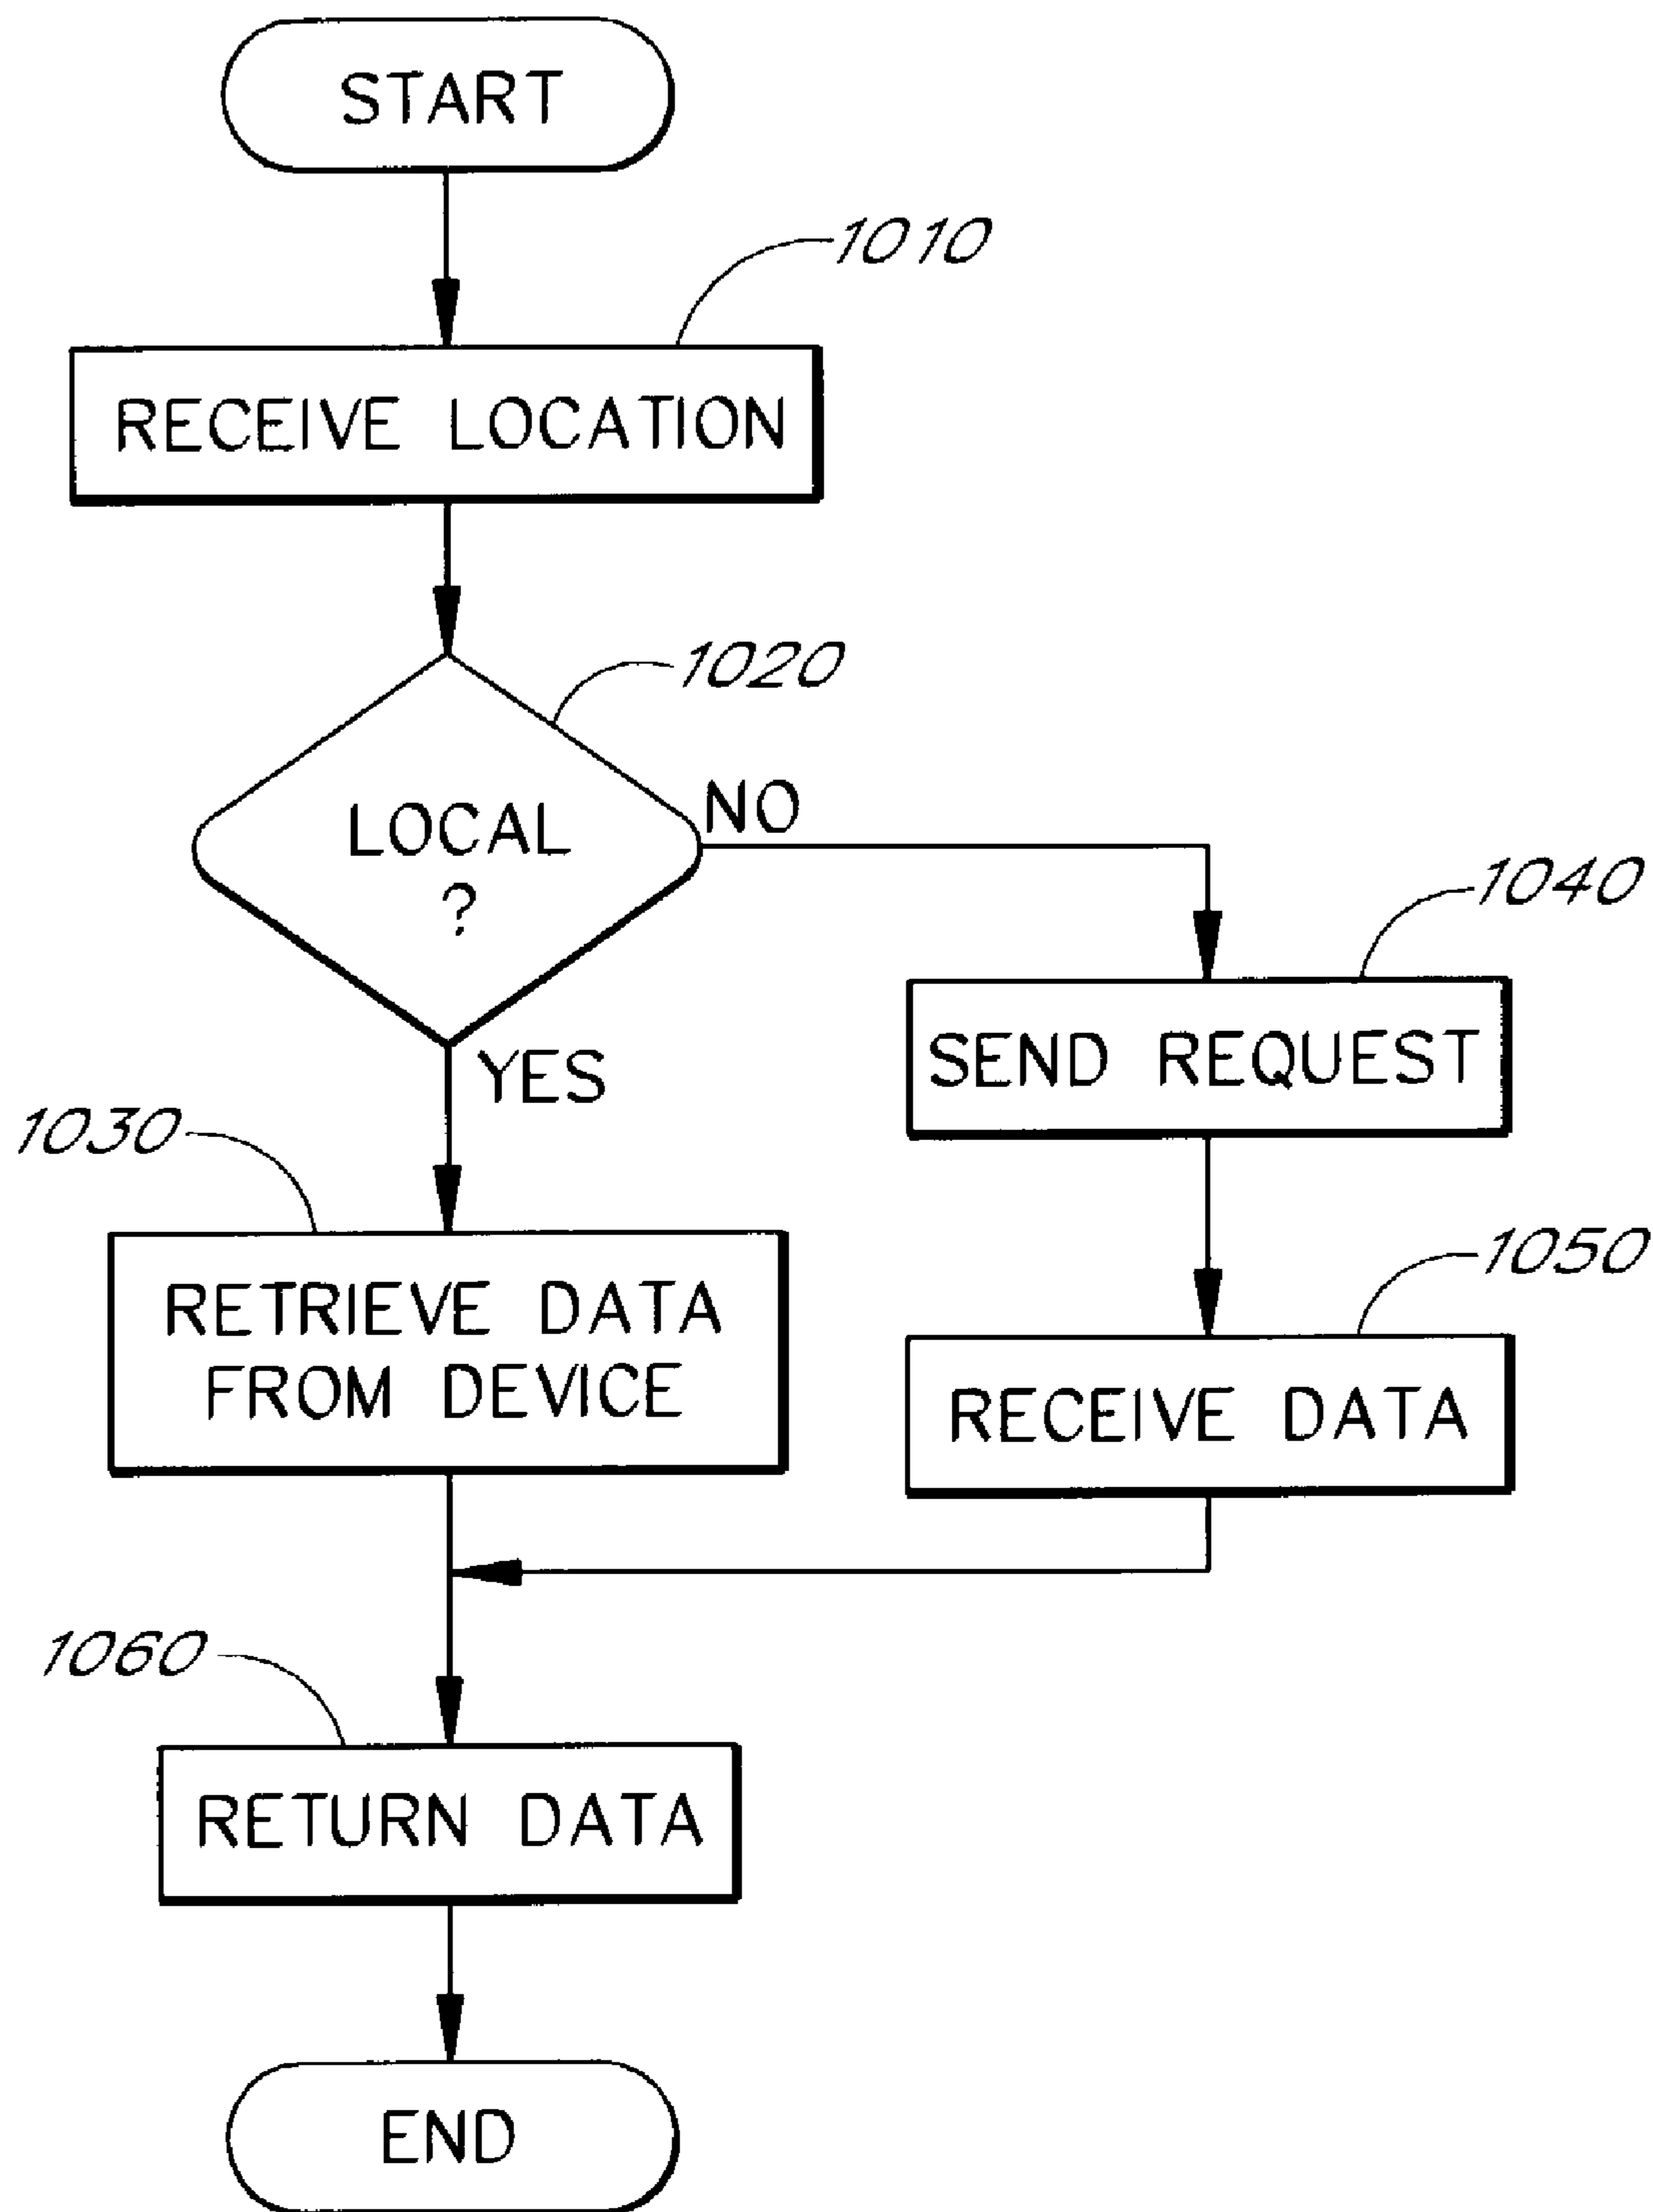 START
1010
RECEIVE LOCATION
1020
LOCAL
?
NO
YES
1040
SEND REQUEST
1030
RETRIEVE DATA
FROM DEVICE
1050
RECEIVE DATA
1060
RETURN DATA
END